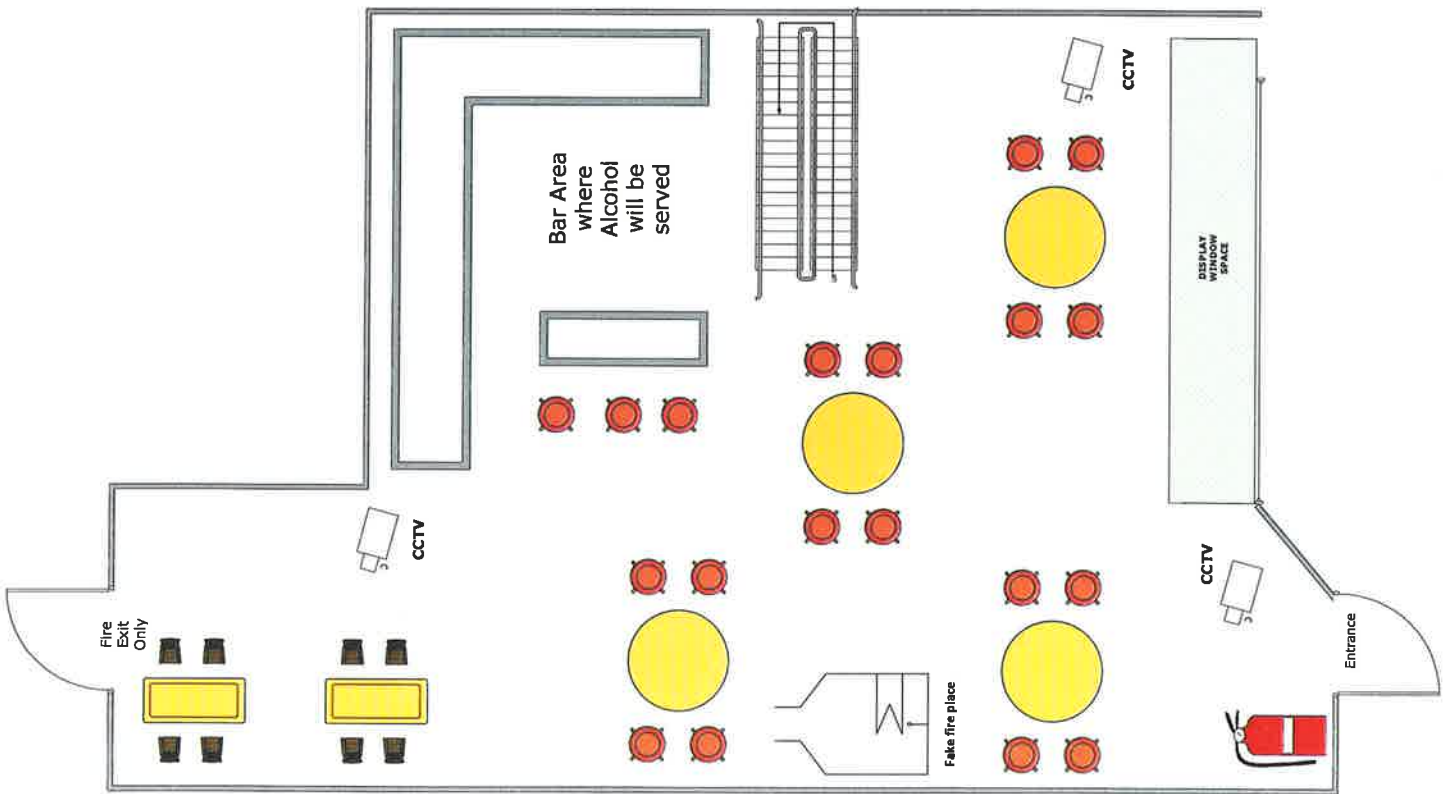 Bar Area
where
Alcohol
will be
served
CCTV
DISPLAY
WINDOW
SPACE
CCTV
CCTV
Fire
Exit
Only
Entrance
Fake fire place